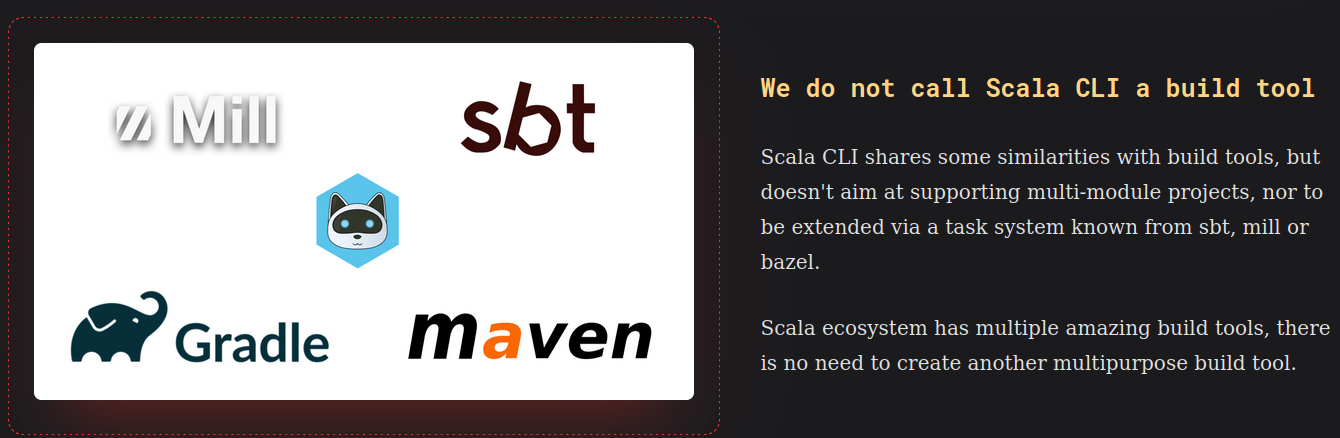 Mill
sbt
Gradle
maven
We do not call Scala CLI a build tool
Scala CLI shares some similarities with build tools, but
doesn't aim at supporting multi-module projects, nor to
be extended via a task system known from sbt, mill or
bazel.
Scala ecosystem has multiple amazing build tools, there
is no need to create another multipurpose build tool.